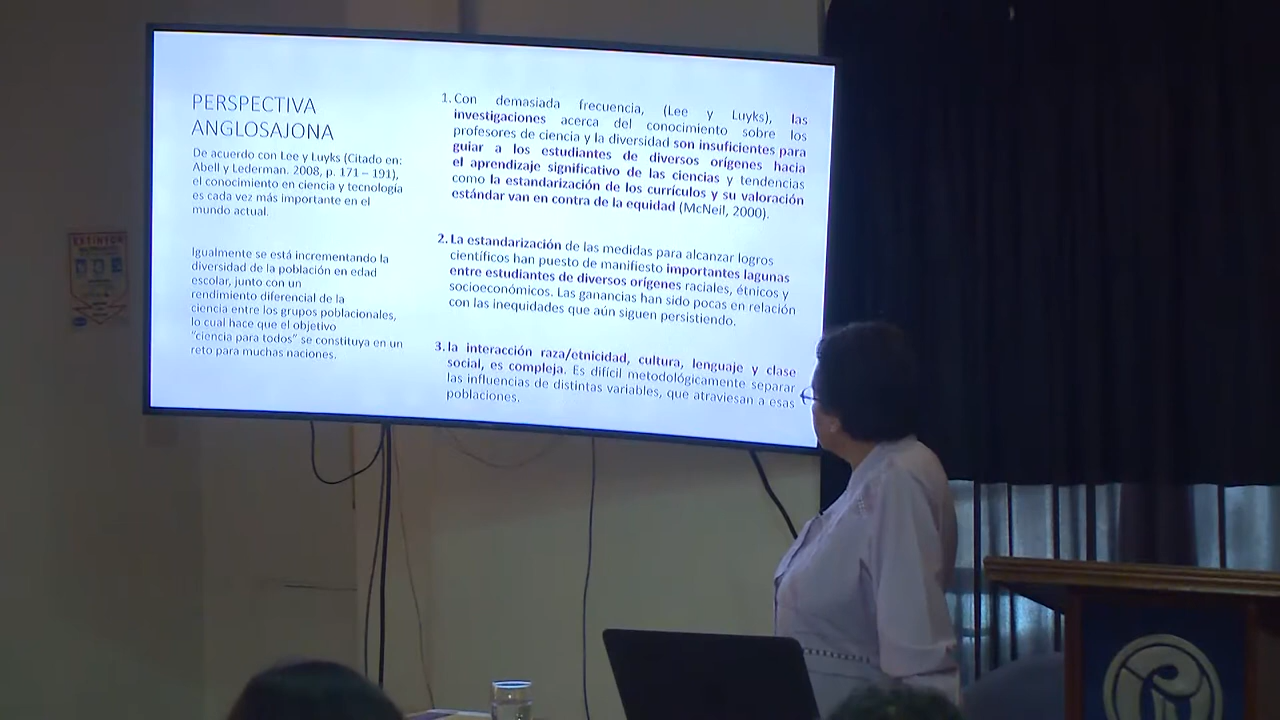 PERSPECTIVA
ANGLOSAJONA
De acuerdo con Lee y Luyks (Citado en:
Abell y Lederman. 2008, p. 171 – 191),
el conocimiento en ciencia y tecnología
es cada vez más importante en el
mundo actual.
Igualmente se está incrementando la
diversidad de la población en edad
escolar, junto con un
rendimiento diferencial de la
ciencia entre los grupos poblacionales,
lo cual hace que el objetivo
"ciencia para todos" se constituya en un
reto para muchas naciones.
1. Con demasiada frecuencia, (Lee y Luyks), las
investigaciones acerca del conocimiento sobre los
profesores de ciencia y la diversidad son insuficientes para
guiar a los estudiantes de diversos orígenes hacia
el aprendizaje significativo de las ciencias y tendencias
como la estandarización de los currículos y su valoración
estándar van en contra de la equidad (McNeil, 2000).
2. La estandarización de las medidas para alcanzar logros
científicos han puesto de manifiesto importantes lagunas
entre estudiantes de diversos orígenes raciales, étnicos y
socioeconómicos. Las ganancias han sido pocas en relación
con las inequidades que aún siguen persistiendo.
3. la interacción raza/etnicidad, cultura, lenguaje y clase
social, es compleja. Es difícil metodológicamente separar
las influencias de distintas variables, que atraviesan a esas
poblaciones.
EXTINTOR